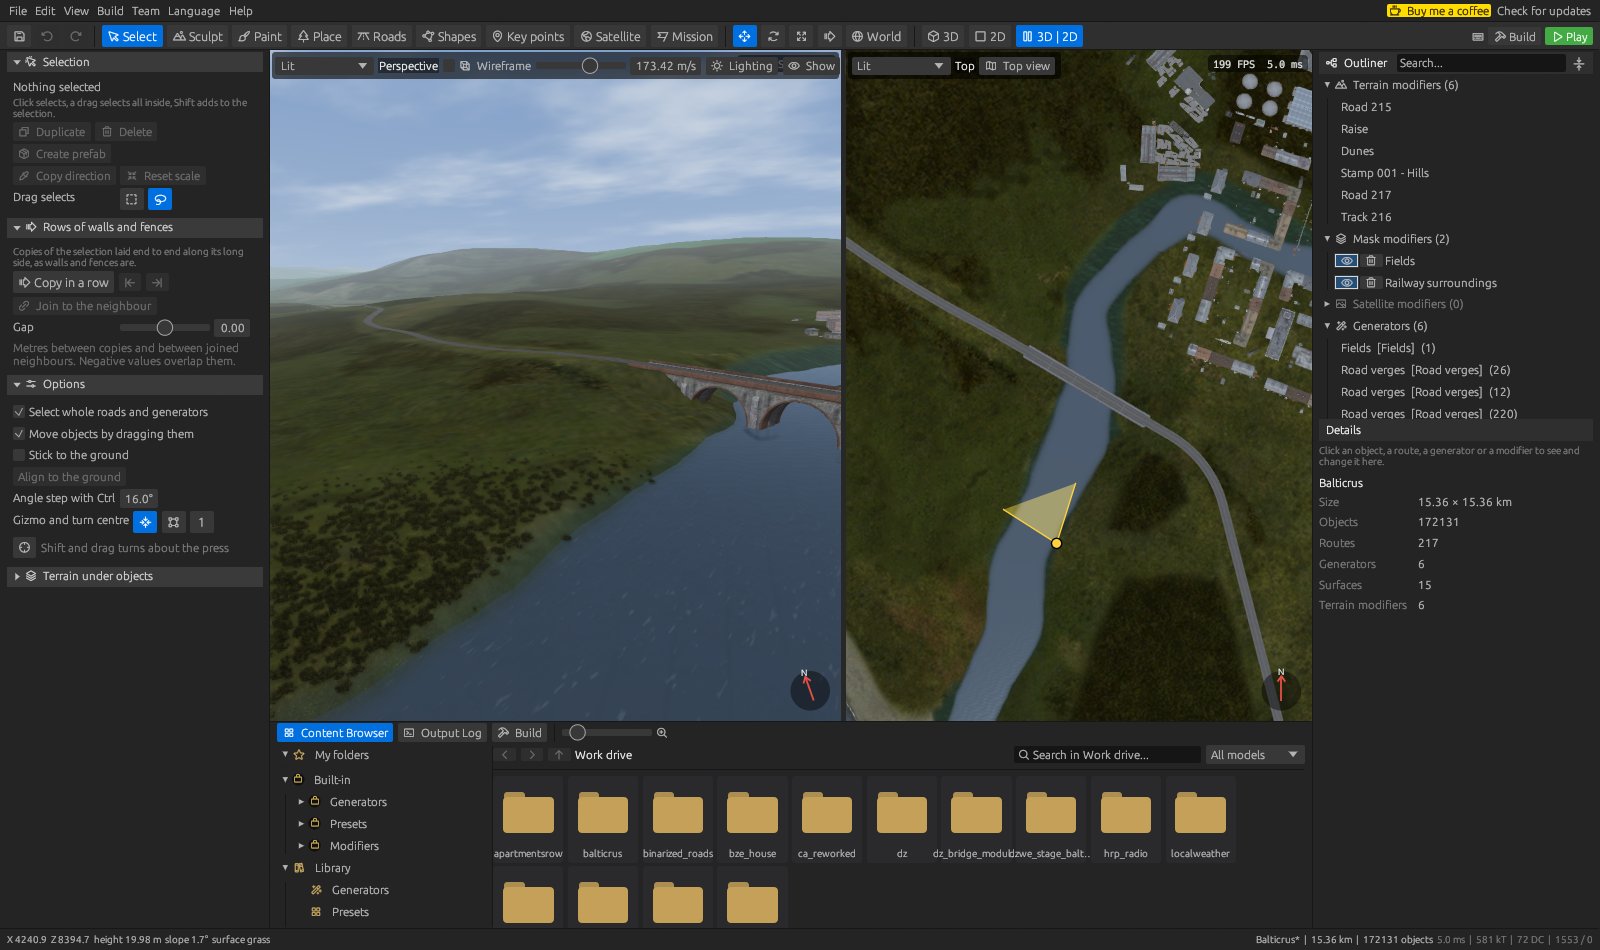 File Edit View Build Team Language Help
Buy me a coffee Check for updates
Select Sculpt Paint Place Roads Shapes Key points Satellite Mission World 3D 2D 3D | 2D Build Play
Selection
Nothing selected
Click selects, a drag selects all inside, Shift adds to the
selection.
Duplicate Delete
Create prefab
Copy direction Reset scale
Drag selects
Rows of walls and fences
Copies of the selection laid end to end along its long
side, as walls and fences are.
Copy in a row
Join to the neighbour
Gap 0.00
Metres between copies and between joined
neighbours. Negative values overlap them.
Options
Select whole roads and generators
Move objects by dragging them
Stick to the ground
Align to the ground
Angle step with Ctrl 16.0°
Gizmo and turn centre 1
Shift and drag turns about the press
Terrain under objects
Lit Perspective Wireframe 173.42 m/s Lighting Show
N
Lit Top Top view 199 FPS 5.0 ms
N
Outliner Search...
Terrain modifiers (6)
Road 215
Raise
Dunes
Stamp 001 - Hills
Road 217
Track 216
Mask modifiers (2)
Fields
Railway surroundings
Satellite modifiers (0)
Generators (6)
Fields [Fields] (1)
Road verges [Road verges] (26)
Road verges [Road verges] (12)
Road verges [Road verges] (220)
Details
Click an object, a route, a generator or a modifier to see and
change it here.
Balticrus
Size 15.36 × 15.36 km
Objects 172131
Routes 217
Generators 6
Surfaces 15
Terrain modifiers 6
Content Browser Output Log Build
My folders
Built-in
Generators
Presets
Modifiers
Library
Generators
Presets
Work drive Search in Work drive... All models
apartmentsrow balticrus binarized_roads bze_house ca_reworked dz dz_bridge_modul dzwe_stage_balt... hrp_radio localweather
X 4240.9 Z 8394.7 height 19.98 m slope 1.7° surface grass
Balticrus* | 15.36 km | 172131 objects 5.0 ms | 581 kT | 72 DC | 1553 / 0